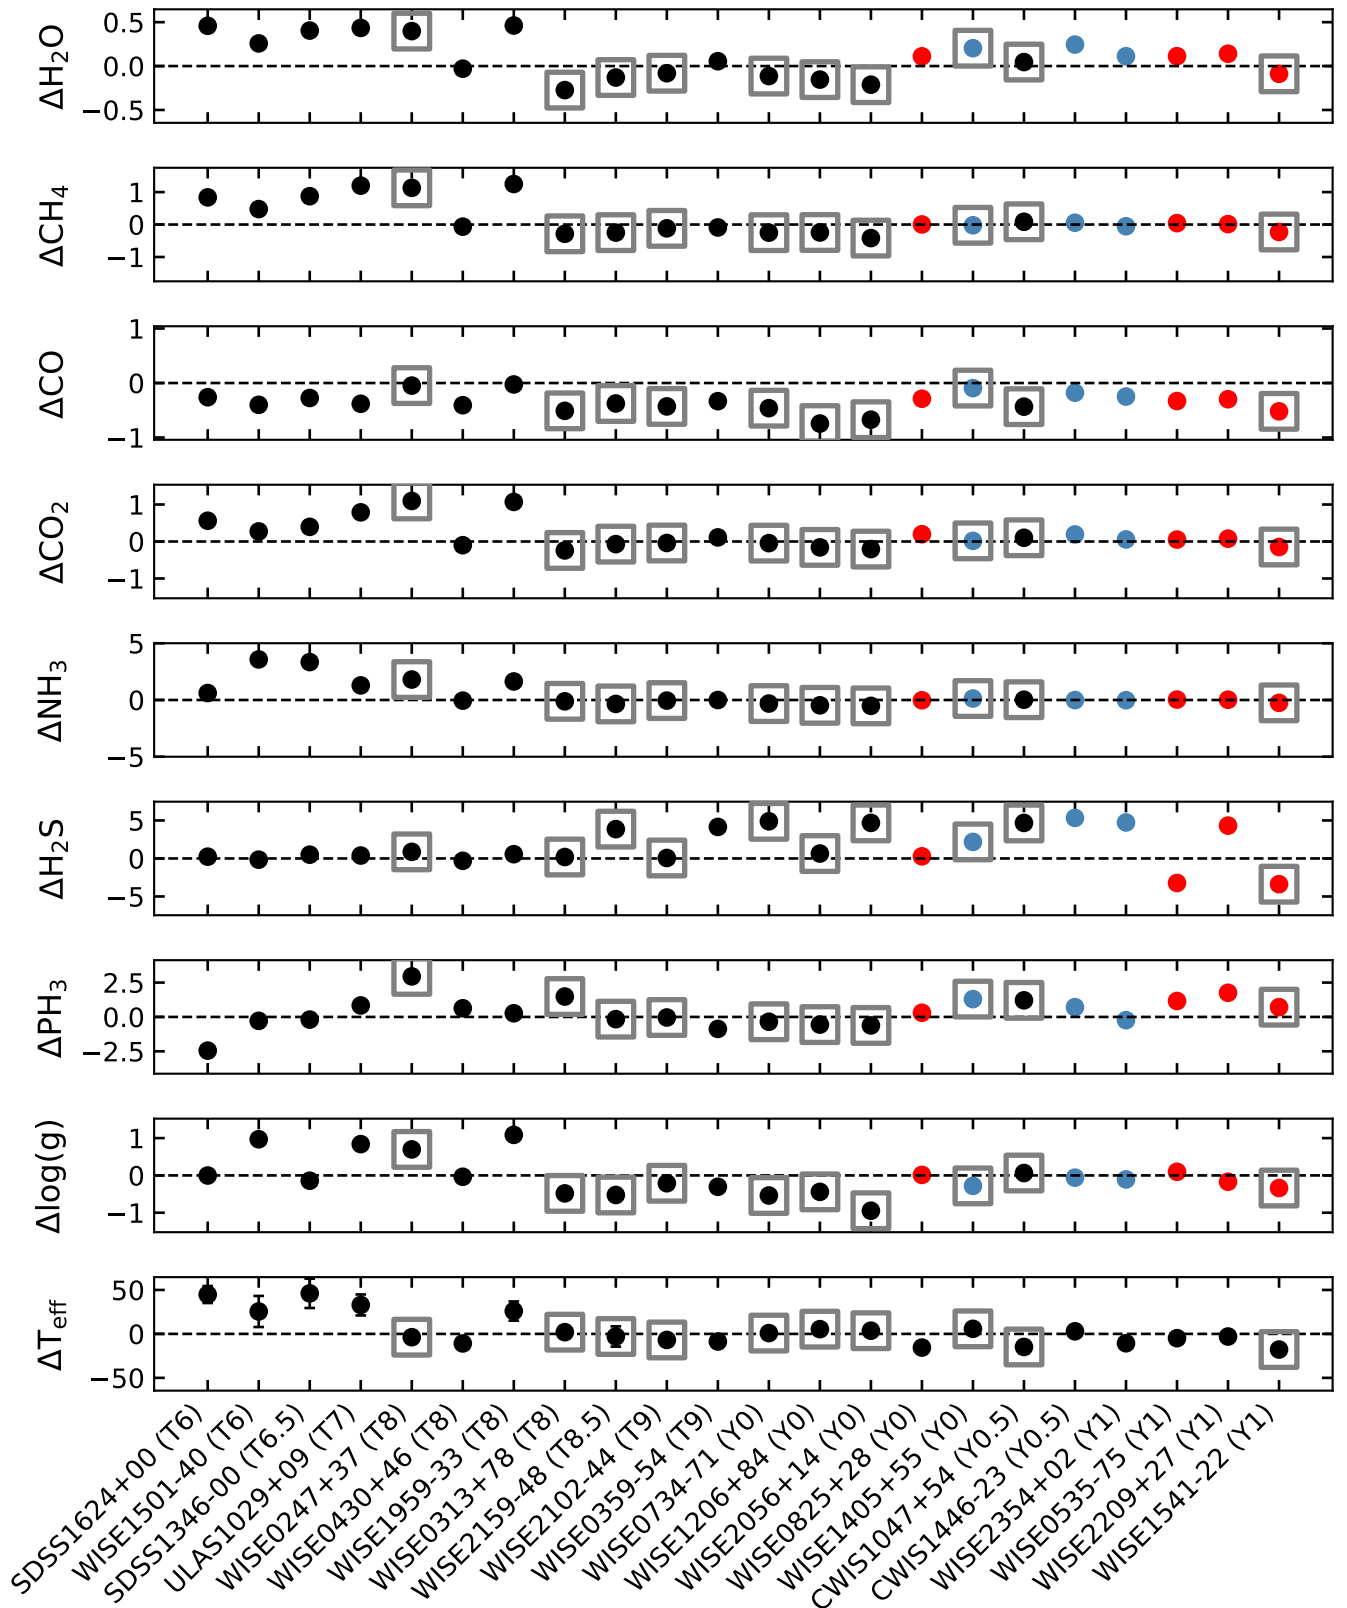 ΔH₂O
0.5
0.0
−0.5
ΔCH₄
1
0
−1
ΔCO
1
0
−1
ΔCO₂
1
0
−1
ΔNH₃
5
0
−5
ΔH₂S
5
0
−5
ΔPH₃
2.5
0.0
−2.5
Δlog(g)
1
0
−1
ΔT_eff
50
0
−50
SDSS1624+00 (T6)
WISE1501-40 (T6)
SDSS1346-00 (T6.5)
ULAS1029+09 (T7)
WISE0247+37 (T8)
WISE0430+46 (T8)
WISE1959-33 (T8)
WISE0313+78 (T8)
WISE2159-48 (T8.5)
WISE2102-44 (T9)
WISE0359-54 (T9)
WISE0734-71 (Y0)
WISE1206+84 (Y0)
WISE2056+14 (Y0)
WISE0825+28 (Y0)
WISE1405+55 (Y0)
CWIS1047+54 (Y0.5)
CWIS1446-23 (Y0.5)
WISE2354+02 (Y1)
WISE0535-75 (Y1)
WISE2209+27 (Y1)
WISE1541-22 (Y1)